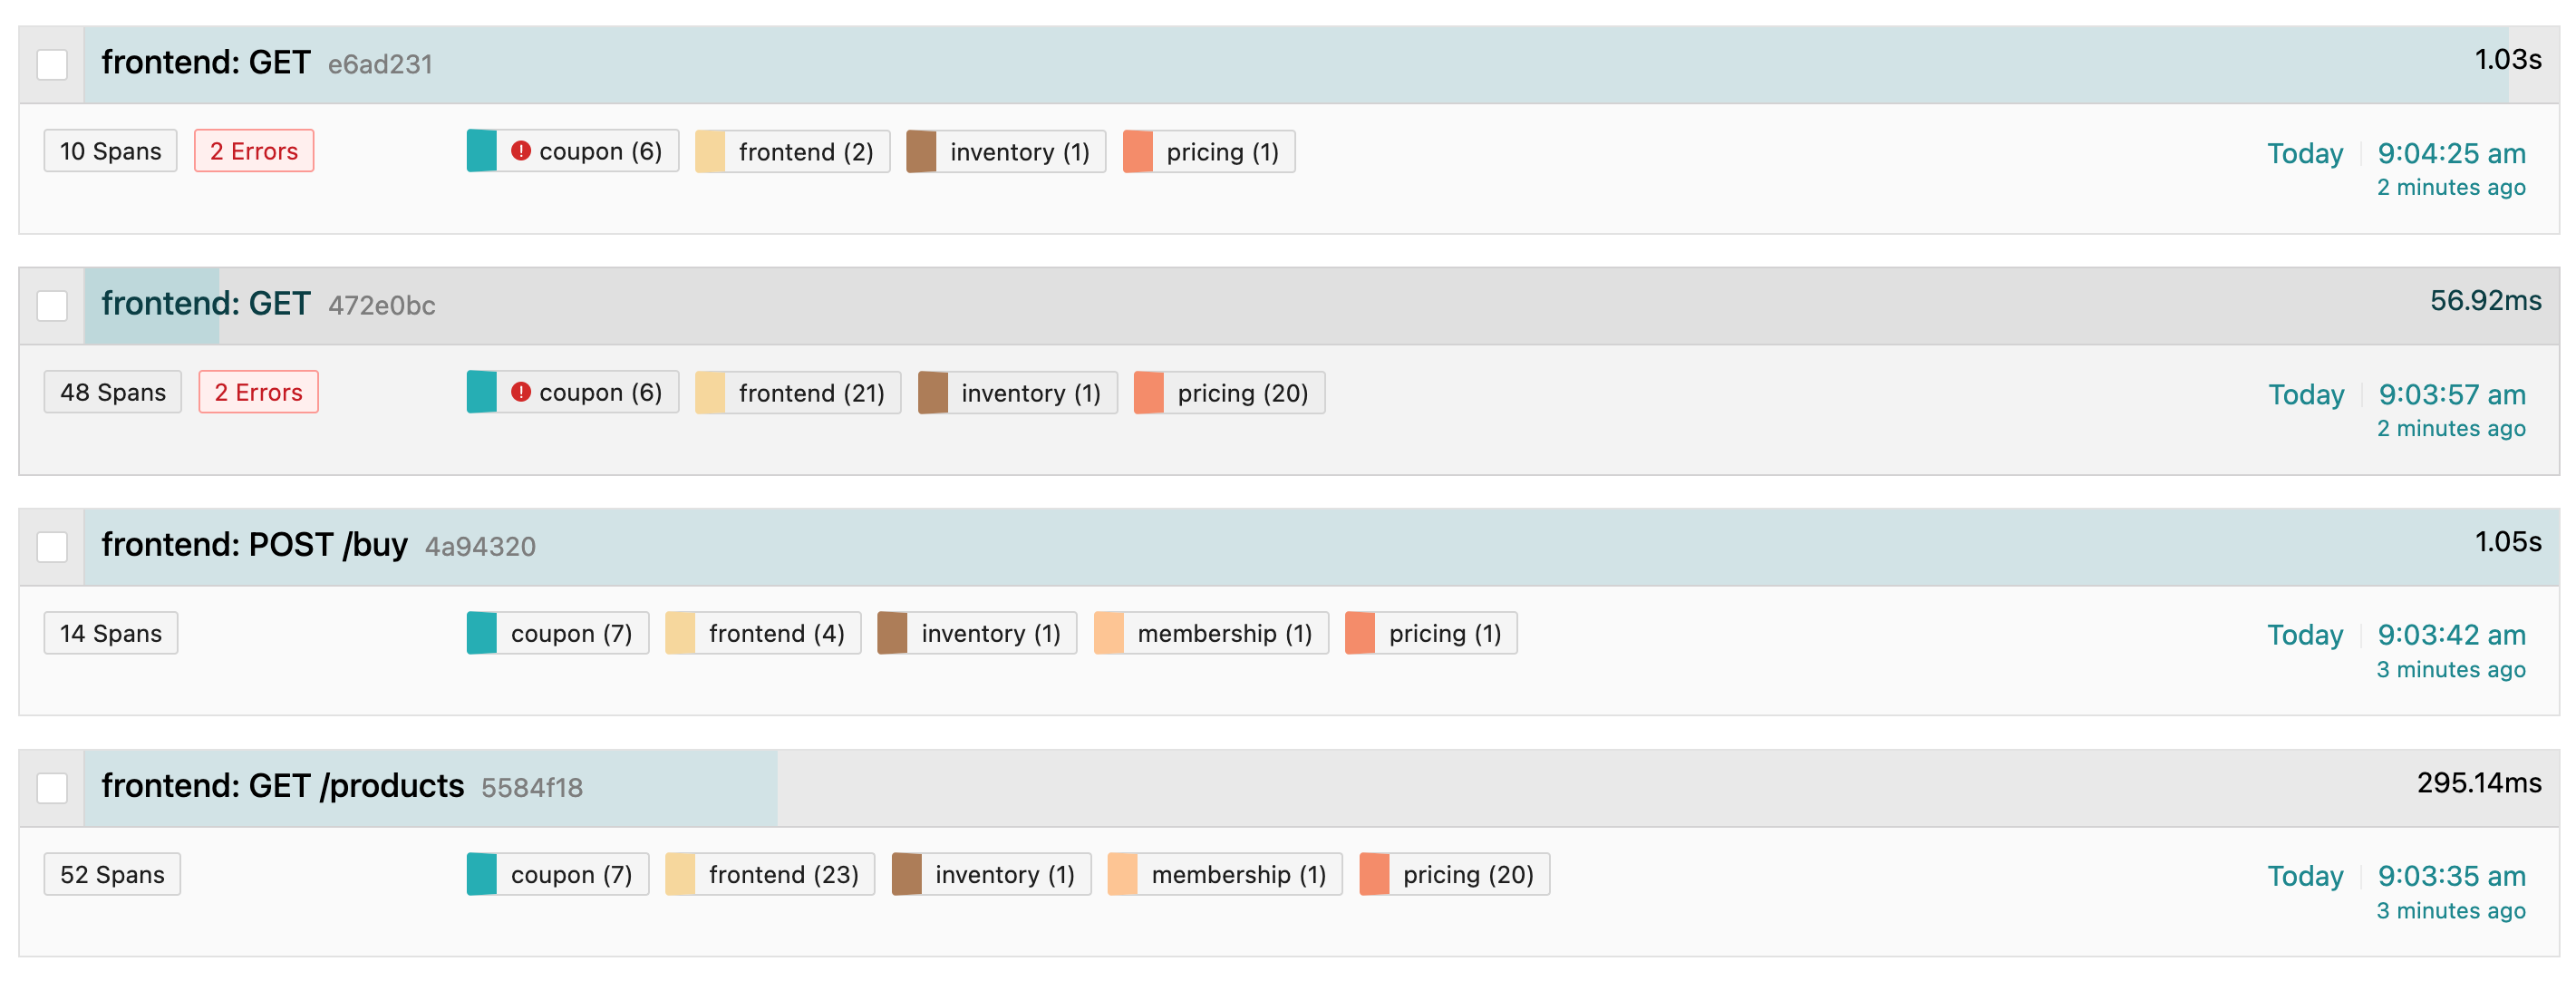 frontend: GET e6ad231 1.03s
10 Spans 2 Errors coupon (6) frontend (2) inventory (1) pricing (1) Today 9:04:25 am
2 minutes ago
frontend: GET 472e0bc 56.92ms
48 Spans 2 Errors coupon (6) frontend (21) inventory (1) pricing (20) Today 9:03:57 am
2 minutes ago
frontend: POST /buy 4a94320 1.05s
14 Spans coupon (7) frontend (4) inventory (1) membership (1) pricing (1) Today 9:03:42 am
3 minutes ago
frontend: GET /products 5584f18 295.14ms
52 Spans coupon (7) frontend (23) inventory (1) membership (1) pricing (20) Today 9:03:35 am
3 minutes ago